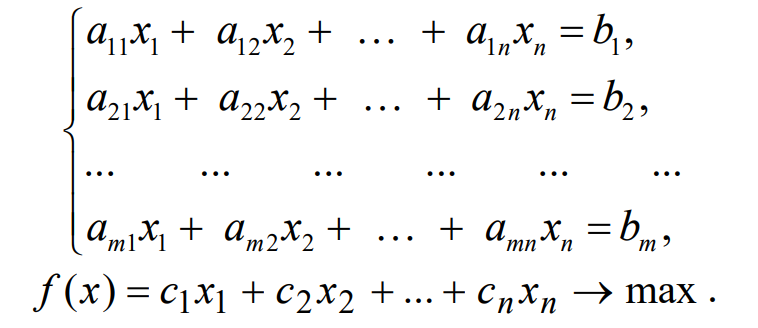 a₁₁x₁ + a₁₂x₂ + … + a₁ₙxₙ = b₁,
a₂₁x₁ + a₂₂x₂ + … + a₂ₙxₙ = b₂,
... ... ... ... ... ...
aₘ₁x₁ + aₘ₂x₂ + … + aₘₙxₙ = bₘ,
f(x) = c₁x₁ + c₂x₂ + ... + cₙxₙ → max .